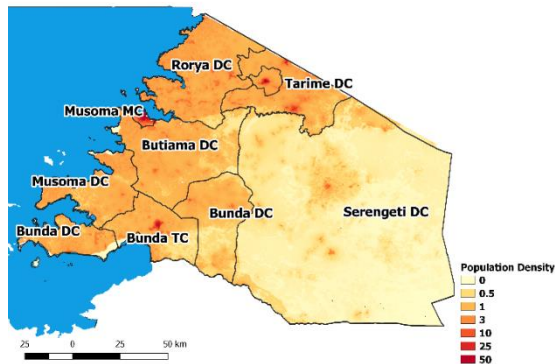 Rorya DC
Tarime DC
Musoma MC
Butiama DC
Musoma DC
Bunda DC
Bunda DC
Serengeti DC
Bunda TC
Population Density
0
0.5
1
3
10
25
50
25 0 25 50 km